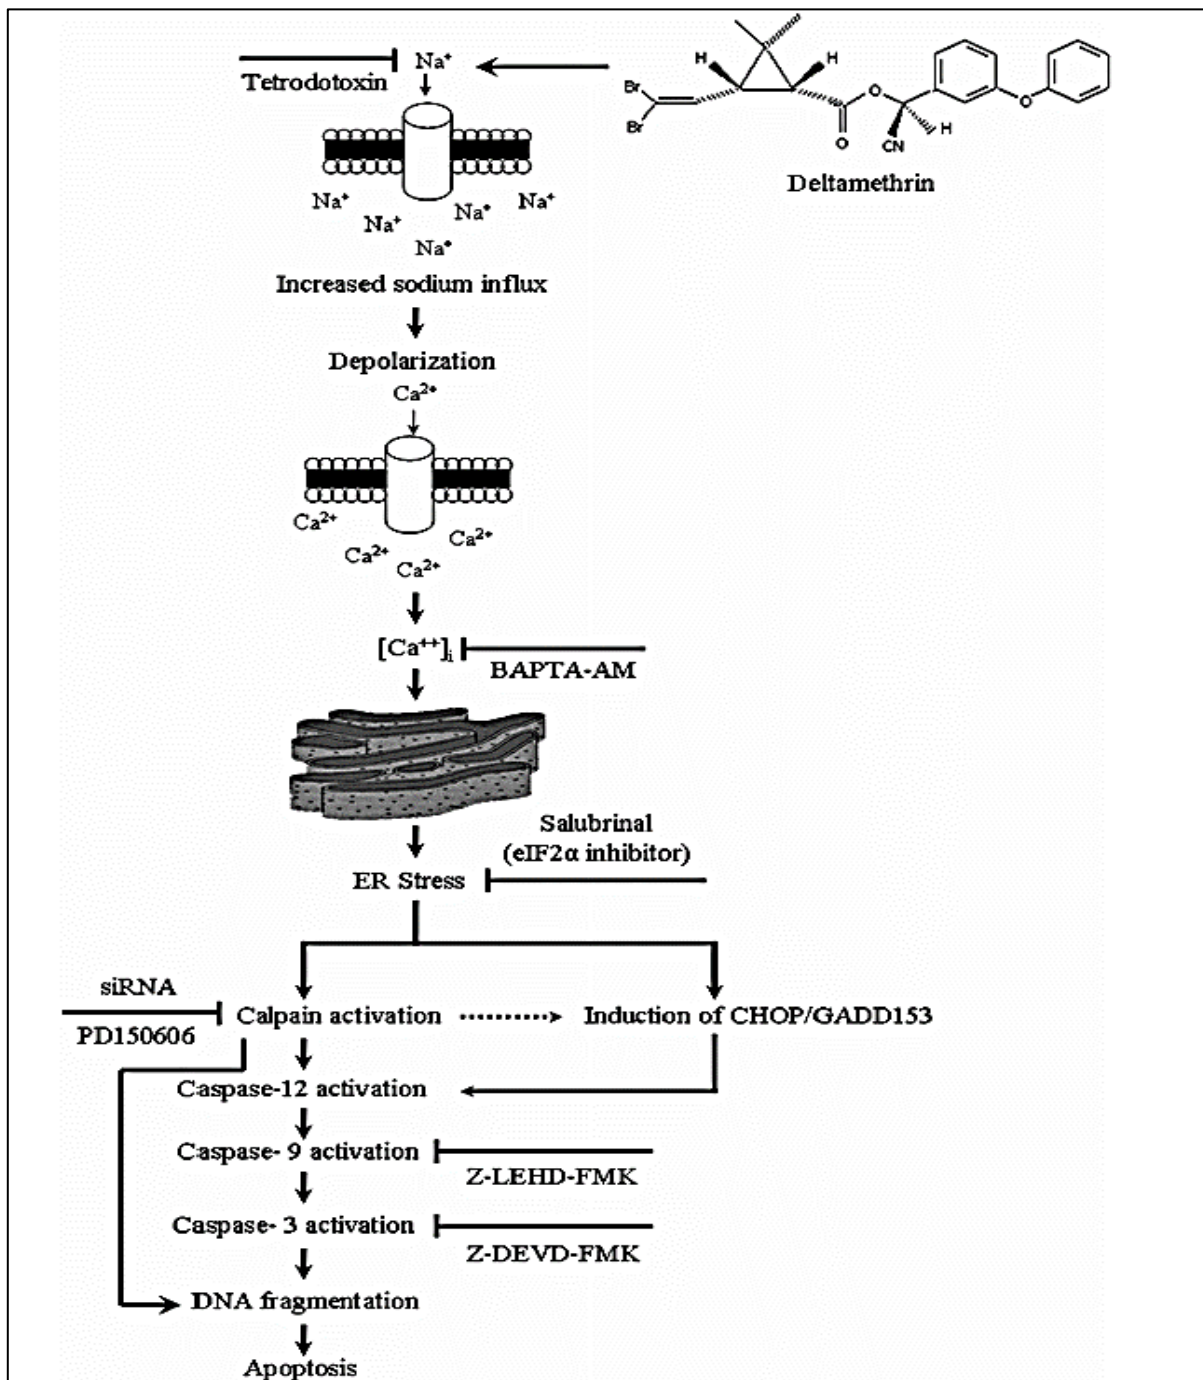 Na⁺
Tetrodotoxin
Br
Br
H
H
O
O
CN
H
O
Deltamethrin
Na⁺
Na⁺
Na⁺
Na⁺
Na⁺
Increased sodium influx
Depolarization
Ca²⁺
Ca²⁺
Ca²⁺
Ca²⁺
Ca²⁺
[Ca⁺⁺]i
BAPTA-AM
Salubrinal
(eIF2α inhibitor)
ER Stress
siRNA
PD150606
Calpain activation
Induction of CHOP/GADD153
Caspase-12 activation
Caspase- 9 activation
Z-LEHD-FMK
Caspase- 3 activation
Z-DEVD-FMK
DNA fragmentation
Apoptosis